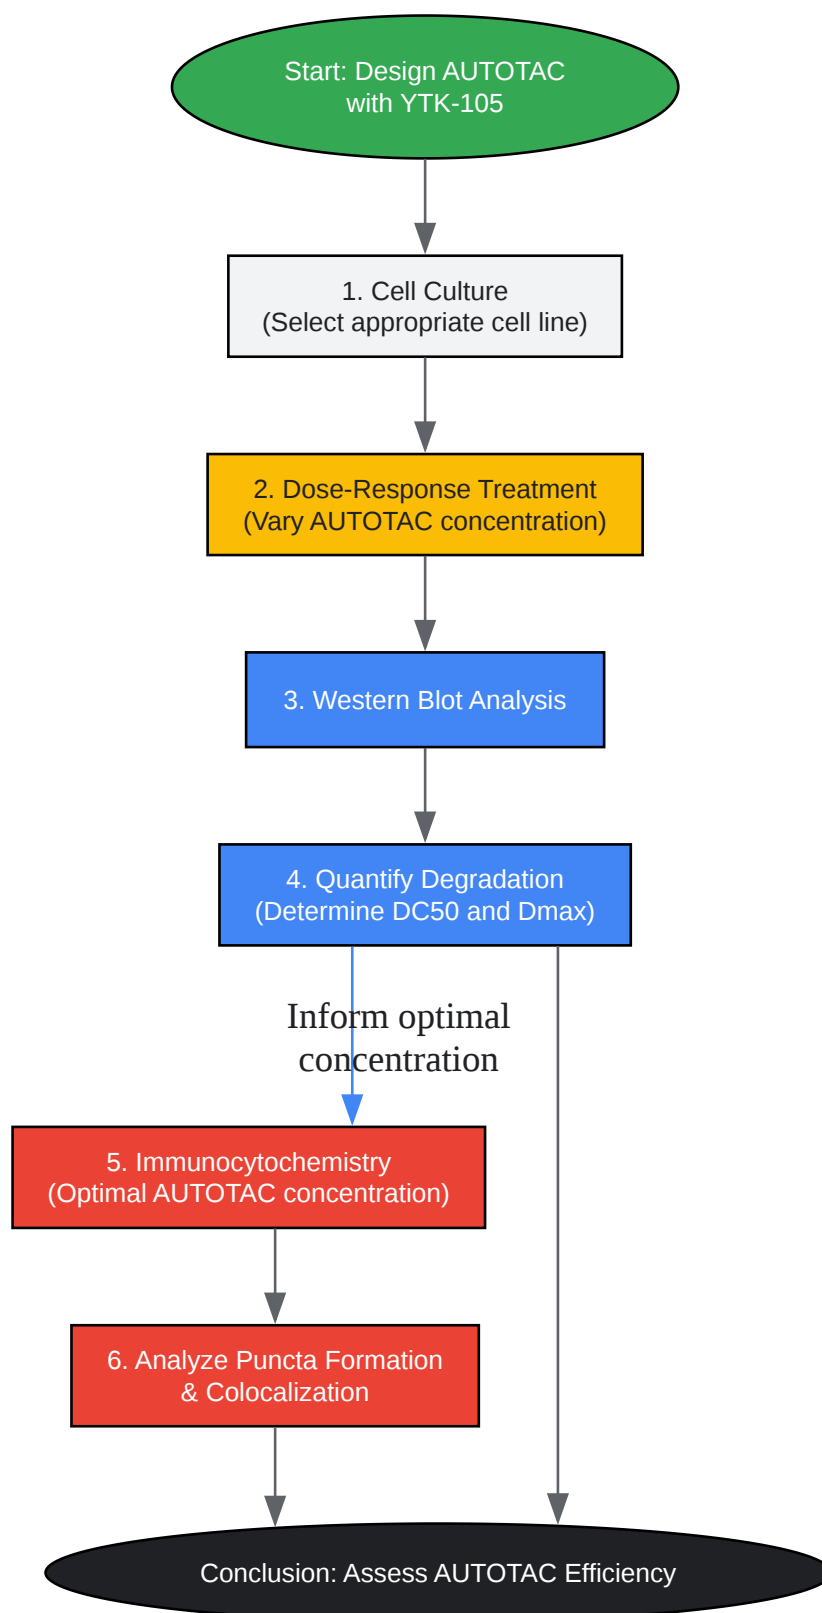 Start: Design AUTOTAC
with YTK-105
1. Cell Culture
(Select appropriate cell line)
2. Dose-Response Treatment
(Vary AUTOTAC concentration)
3. Western Blot Analysis
4. Quantify Degradation
(Determine DC50 and Dmax)
Inform optimal
concentration
5. Immunocytochemistry
(Optimal AUTOTAC concentration)
6. Analyze Puncta Formation
& Colocalization
Conclusion: Assess AUTOTAC Efficiency